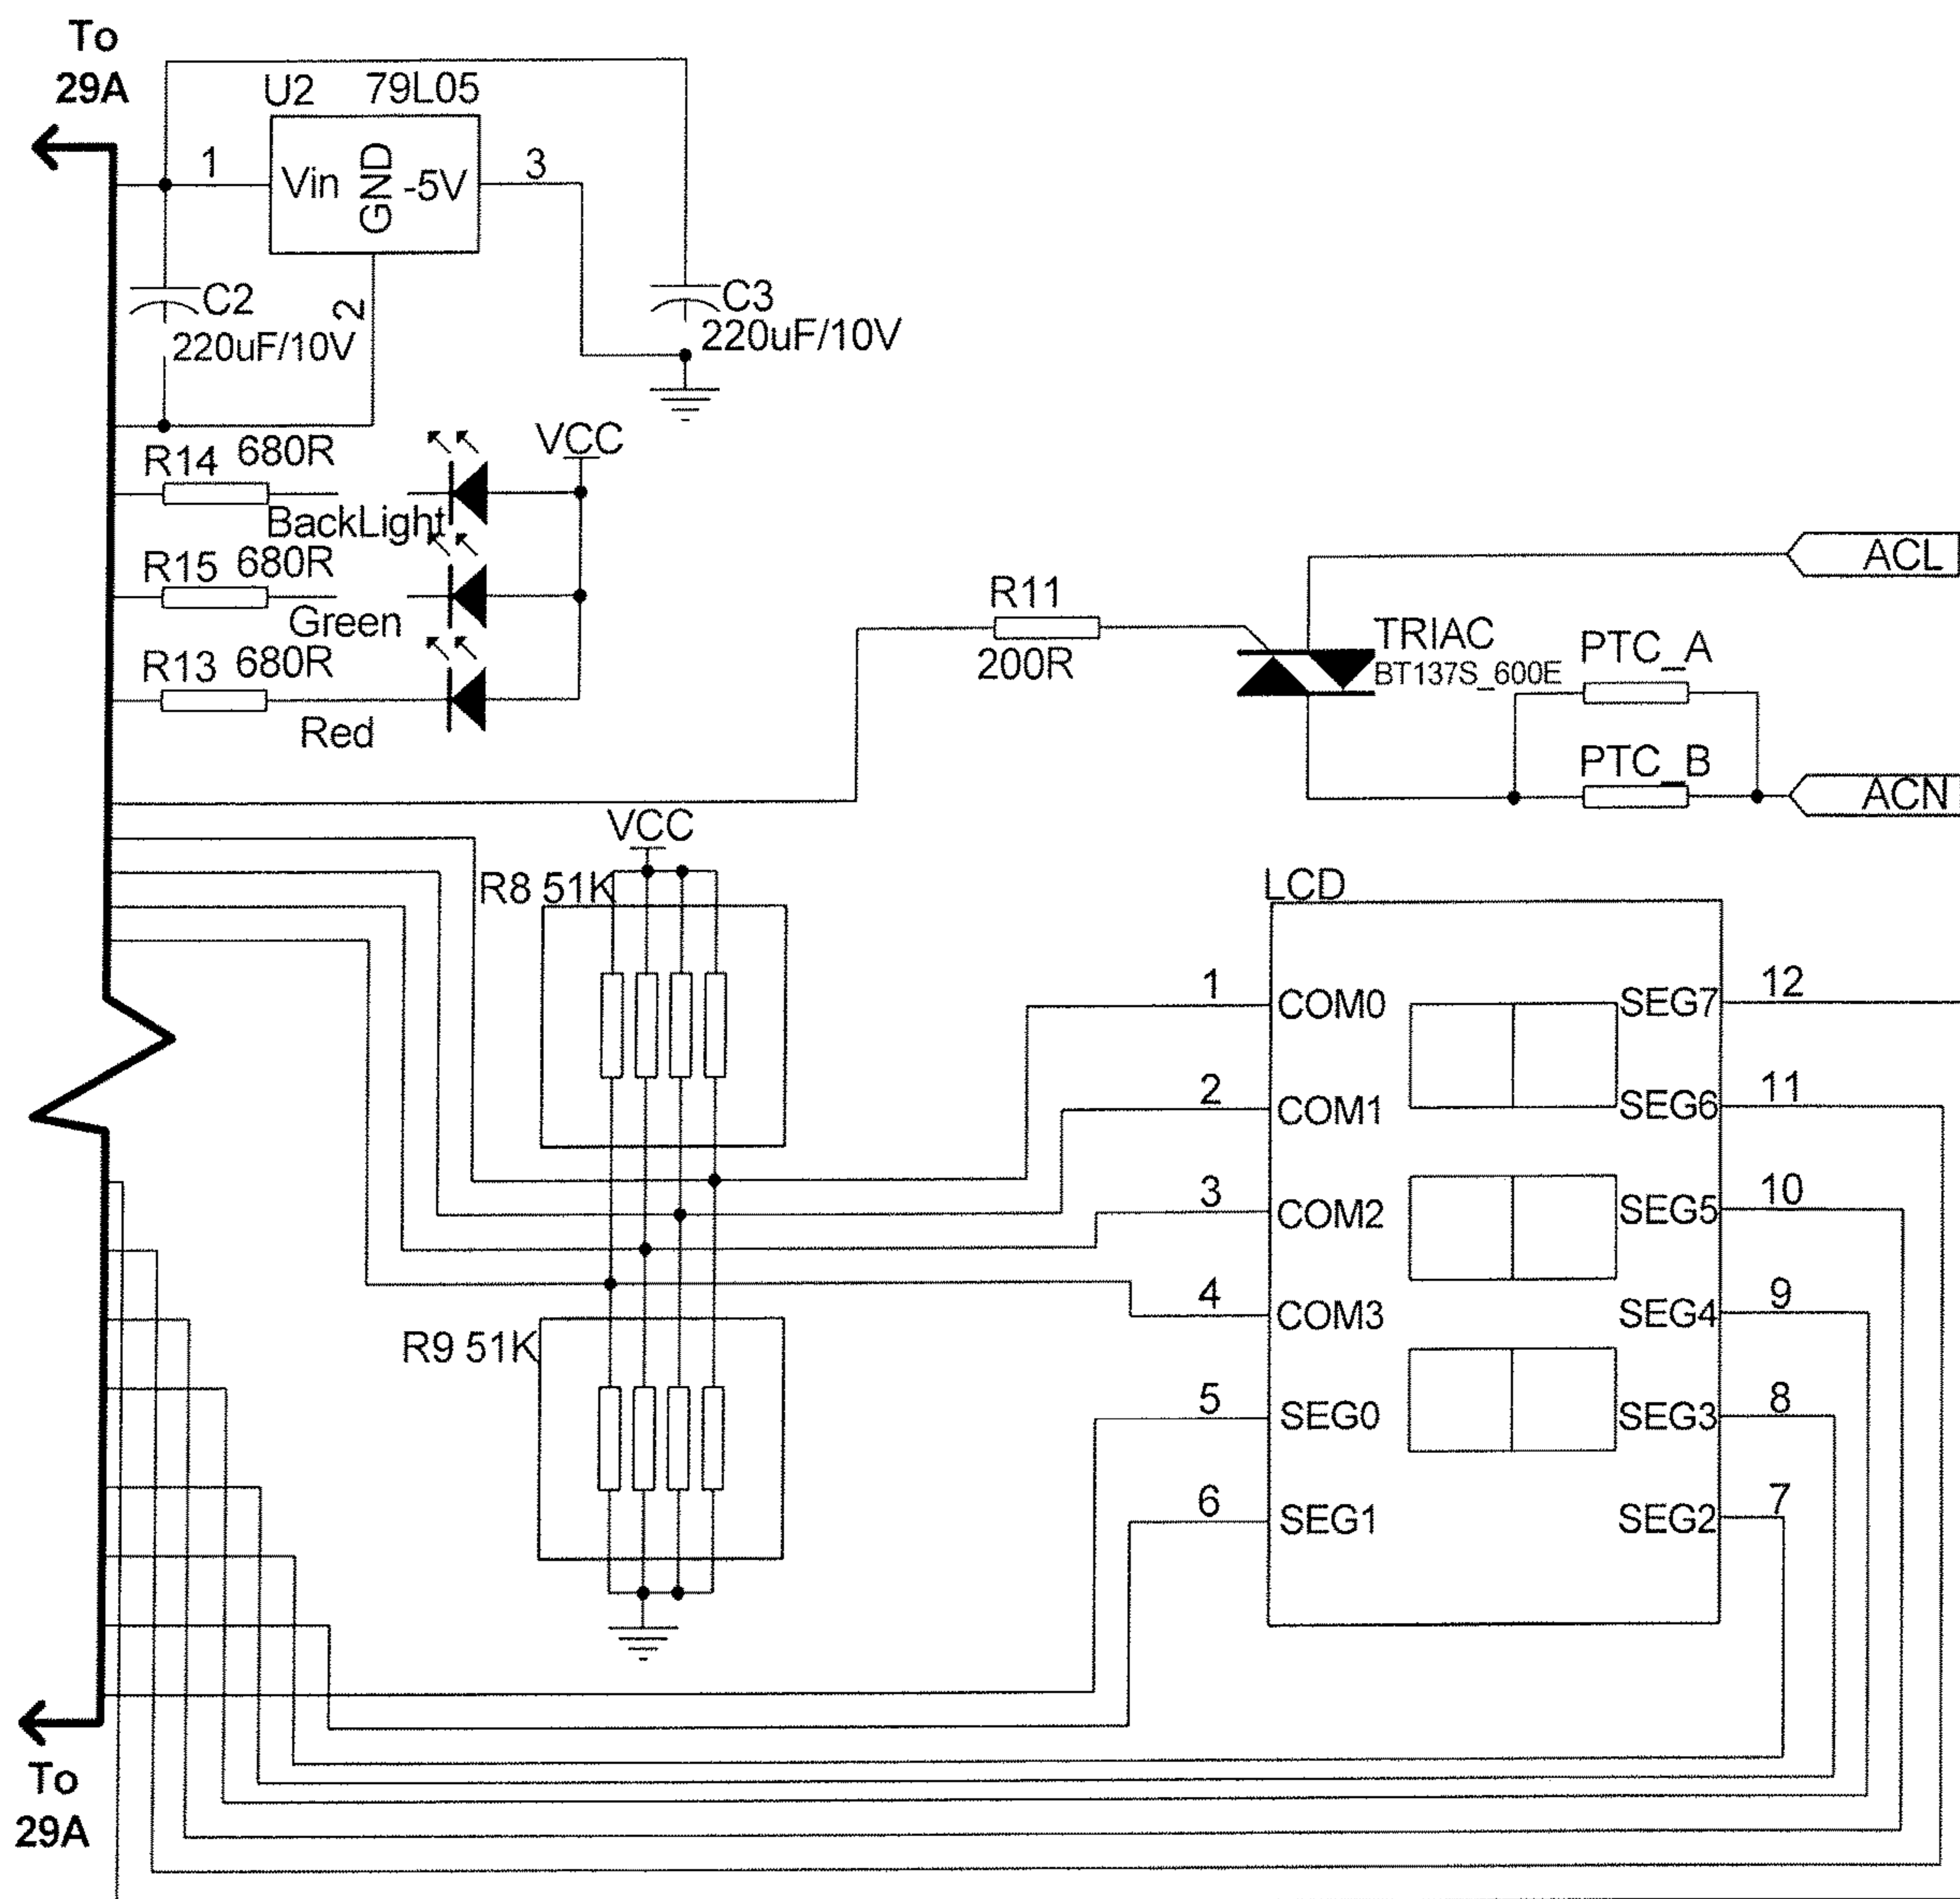 To
29A
U2 79L05
1
Vin
GND
-5V
3
2
C2
220uF/10V
C3
220uF/10V
R14 680R
BackLight
VCC
R15 680R
Green
R13 680R
Red
R11
200R
ACL
TRIAC
BT137S_600E
PTC_A
PTC_B
ACN
VCC
R8 51K
R9 51K
LCD
1 COM0
2 COM1
3 COM2
4 COM3
5 SEG0
6 SEG1
SEG7 12
SEG6 11
SEG5 10
SEG4 9
SEG3 8
SEG2 7
To
29A